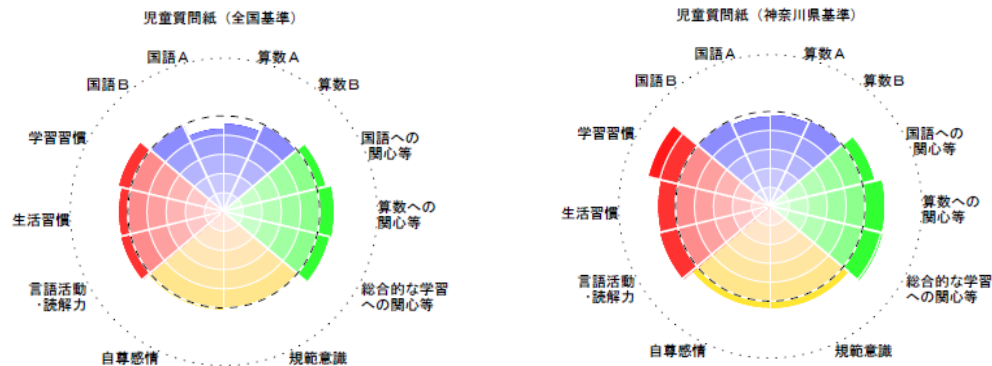 児童質問紙（全国基準）
国語Ａ
算数Ａ
国語Ｂ
算数Ｂ
学習習慣
国語への
関心等
生活習慣
算数への
関心等
言語活動
・読解力
総合的な学習
への関心等
自尊感情
規範意識
児童質問紙（神奈川県基準）
国語Ａ
算数Ａ
国語Ｂ
算数Ｂ
学習習慣
国語への
関心等
生活習慣
算数への
関心等
言語活動
・読解力
総合的な学習
への関心等
自尊感情
規範意識